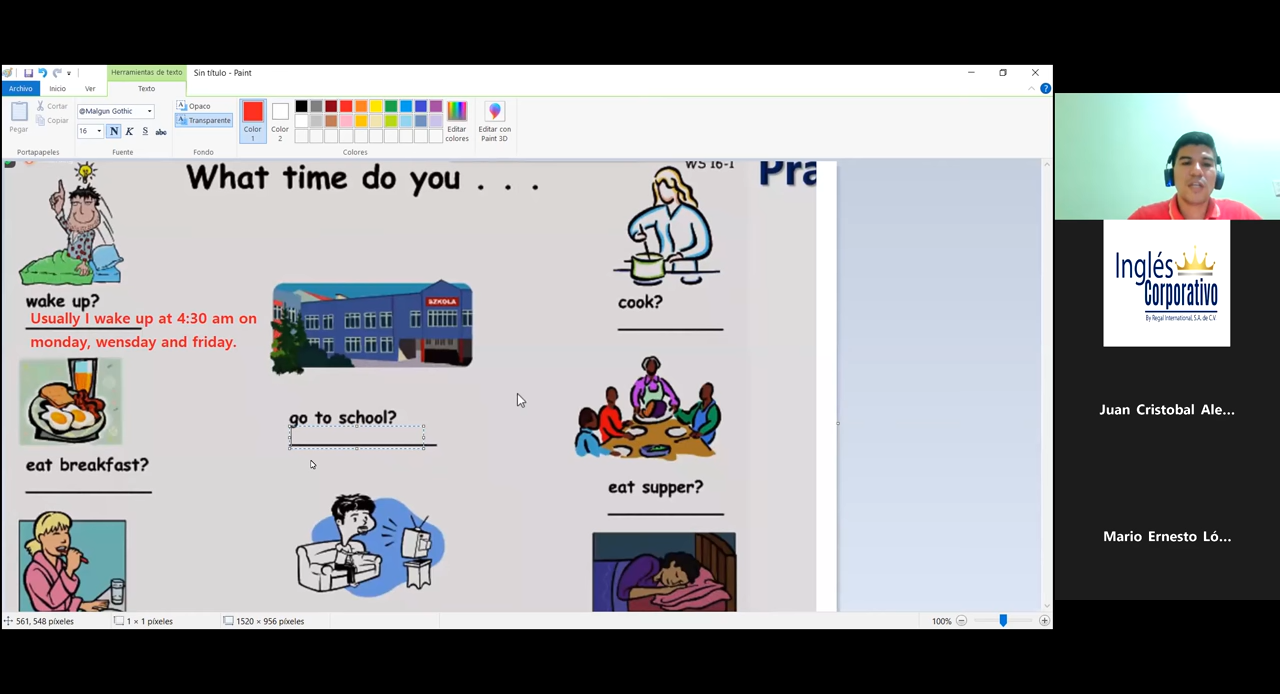 Herramientas de texto
Sin título - Paint
Archivo
Inicio
Ver
Texto
Pegar
Cortar
Copiar
Portapapeles
@Malgun Gothic
16
N K S abc
Fuente
Opaco
Transparente
Fondo
Color 1
Color 2
Editar colores
Editar con Paint 3D
Colores
WS 16-1
What time do you . . .
Pra
wake up?
Usually I wake up at 4:30 am on
monday, wensday and friday.
SZKOŁA
cook?
go to school?
eat breakfast?
eat supper?
561, 548 píxeles
1 × 1 píxeles
1520 × 956 píxeles
100%
Inglés
Corporativo
By Regal International, S.A. de C.V.
Juan Cristobal Ale...
Mario Ernesto Ló...